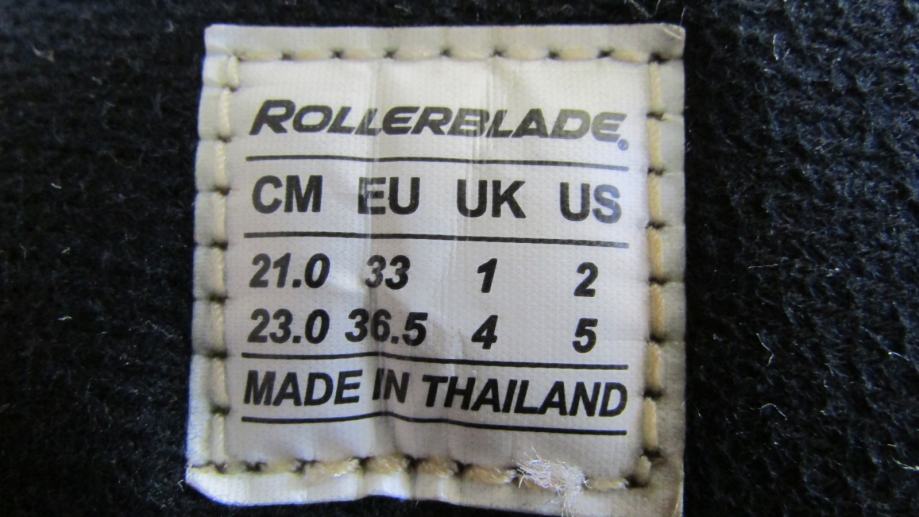 ROLLERBLADE®
CM EU UK US
21.0 33 1 2
23.0 36.5 4 5
MADE IN THAILAND